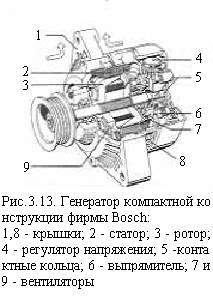 1
4
2
5
3
6
7
9
8
Рис.3.13. Генератор компактной ко
нструкции фирмы Bosch:
1,8 - крышки; 2 - статор; 3 - ротор;
4 - регулятор напряжения; 5 -конта
ктные кольца; 6 - выпрямитель; 7 и
9 - вентиляторы